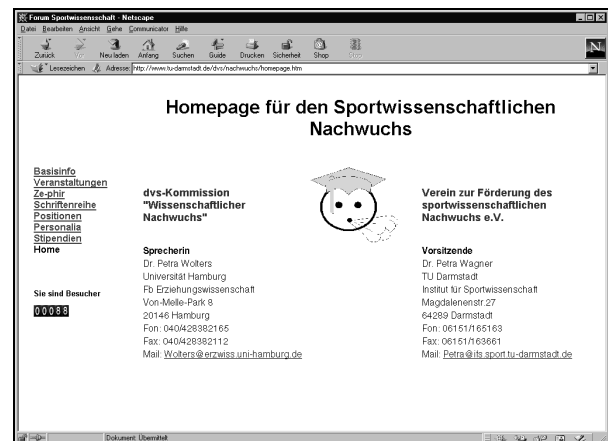 Forum Sportwissensschaft - Netscape
Datei Bearbeiten Ansicht Gehe Communicator Hilfe
Zurück Vor Neu laden Anfang Suchen Guide Drucken Sicherheit Shop Stop
N
Lesezeichen Adresse: http://www.tu-darmstadt.de/dvs/nachwuchs/homepage.htm
Homepage für den Sportwissenschaftlichen
Nachwuchs
Basisinfo
Veranstaltungen
Ze-phir
Schriftenreihe
Positionen
Personalia
Stipendien
Home
Sie sind Besucher
00088
dvs-Kommission
"Wissenschaftlicher
Nachwuchs"
Sprecherin
Dr. Petra Wolters
Universität Hamburg
Fb Erziehungswissenschaft
Von-Melle-Park 8
20146 Hamburg
Fon: 040/428382165
Fax: 040/428382112
Mail: Wolters@erzwiss.uni-hamburg.de
Verein zur Förderung des
sportwissenschaftlichen
Nachwuchs e.V.
Vorsitzende
Dr. Petra Wagner
TU Darmstadt
Institut für Sportwissenschaft
Magdalenenstr.27
64289 Darmstadt
Fon: 06151/165163
Fax: 06151/163661
Mail: Petra@ifs.sport.tu-darmstadt.de
Dokument: Übermittelt